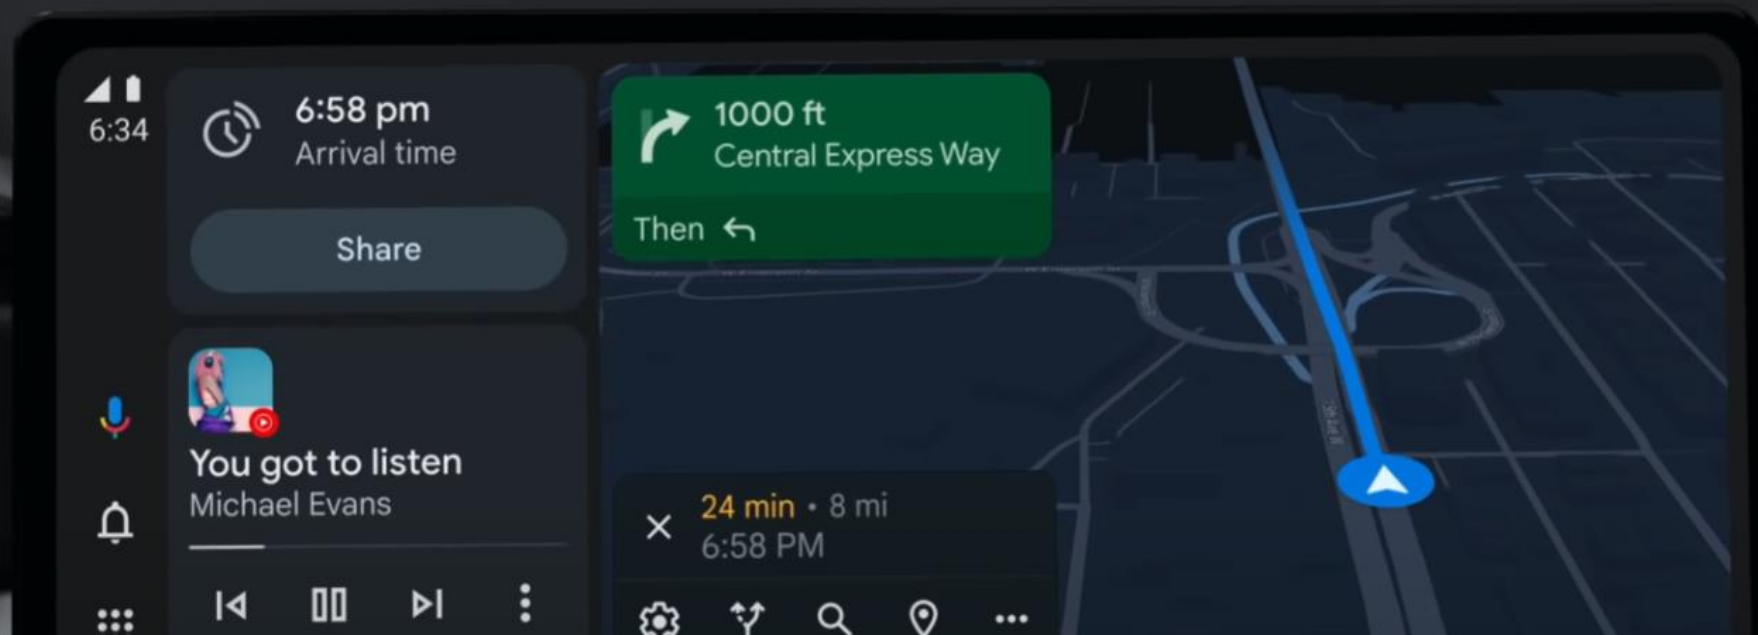 6:34
6:58 pm
Arrival time
Share
You got to listen
Michael Evans
1000 ft
Central Express Way
Then
24 min • 8 mi
6:58 PM